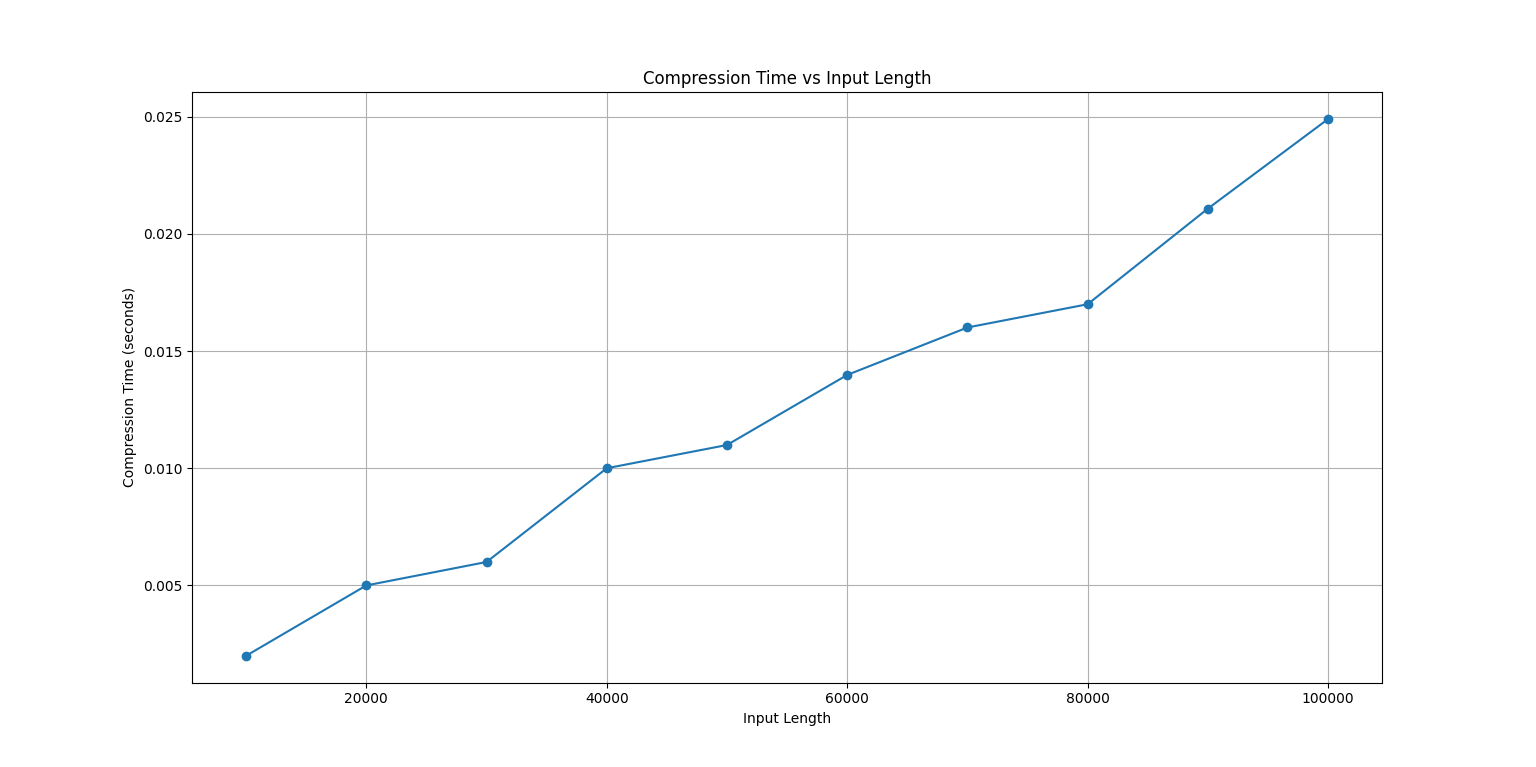 Compression Time vs Input Length
0.025
0.020
0.015
0.010
0.005
Compression Time (seconds)
20000 40000 60000 80000 100000
Input Length